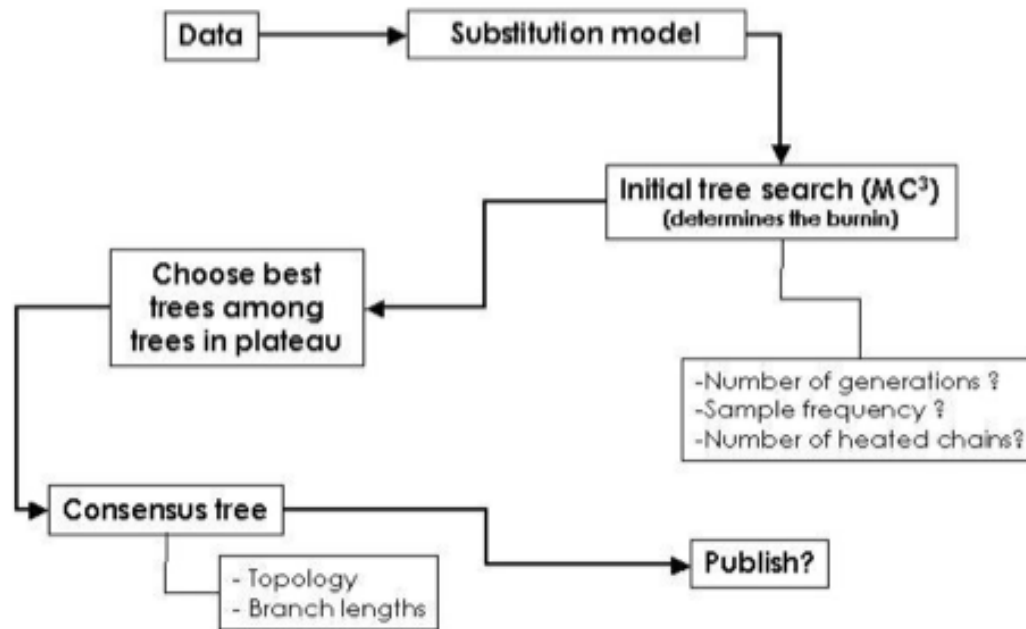 Data
Substitution model
Initial tree search (MC³)
(determines the burnin)
Choose best
trees among
trees in plateau
-Number of generations ?
-Sample frequency ?
-Number of heated chains?
Consensus tree
- Topology
- Branch lengths
Publish?